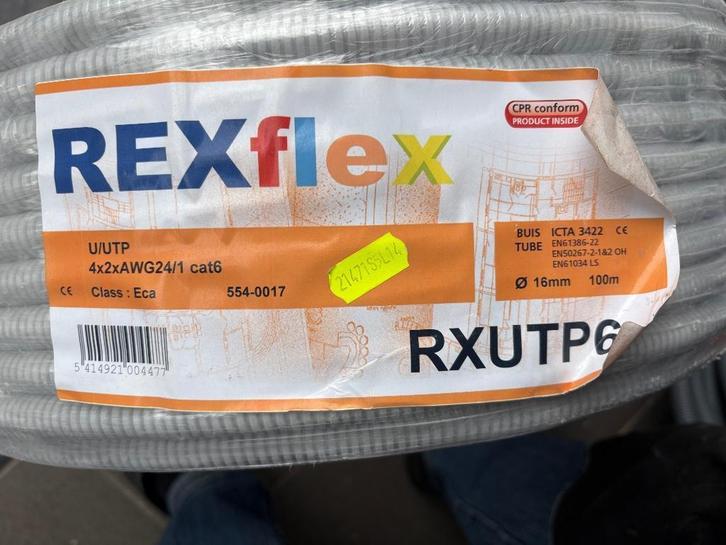 REXflex
CPR conform
PRODUCT INSIDE
U/UTP
4x2xAWG24/1 cat6
CE Class : Eca 554-0017
BUIS ICTA 3422 CE
TUBE EN61386-22
EN50267-2-1&2 OH
EN61034 LS
Ø 16mm 100m
5 414921 004477
RXUTP6